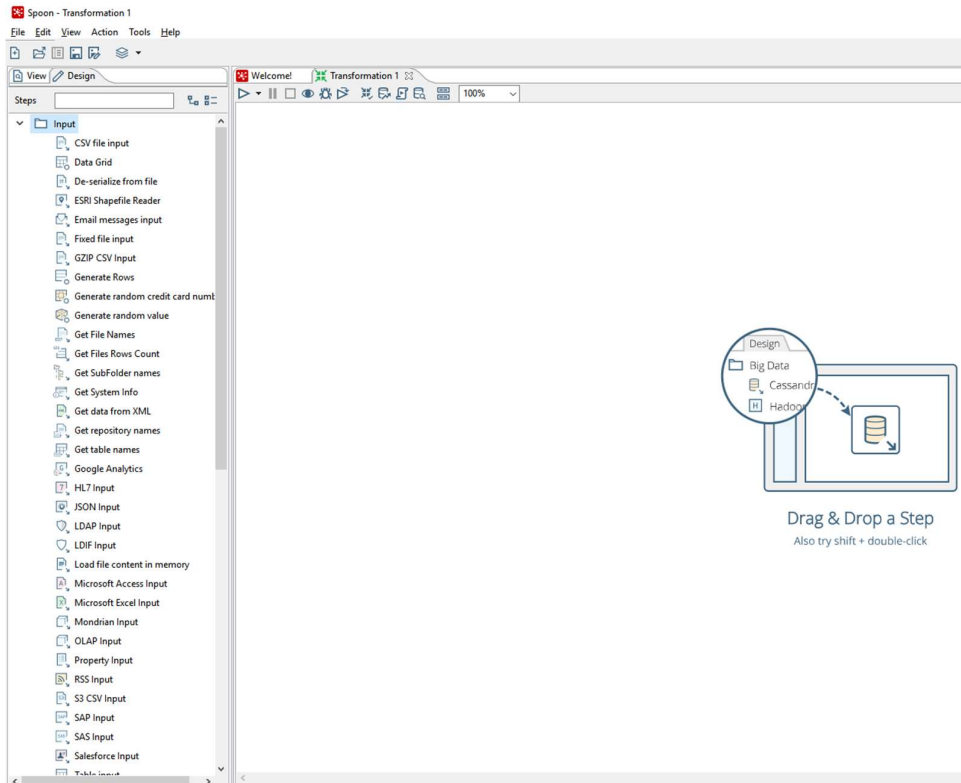 Spoon - Transformation 1
File Edit View Action Tools Help
View Design
Welcome! Transformation 1
Steps
100%
Input
CSV file input
Data Grid
De-serialize from file
ESRI Shapefile Reader
Email messages input
Fixed file input
GZIP CSV Input
Generate Rows
Generate random credit card numb
Generate random value
Get File Names
Get Files Rows Count
Get SubFolder names
Get System Info
Get data from XML
Get repository names
Get table names
Google Analytics
HL7 Input
JSON Input
LDAP Input
LDIF Input
Load file content in memory
Microsoft Access Input
Microsoft Excel Input
Mondrian Input
OLAP Input
Property Input
RSS Input
S3 CSV Input
SAP Input
SAS Input
Salesforce Input
Table input
Design
Big Data
Cassandr
Hadoop
Drag & Drop a Step
Also try shift + double-click